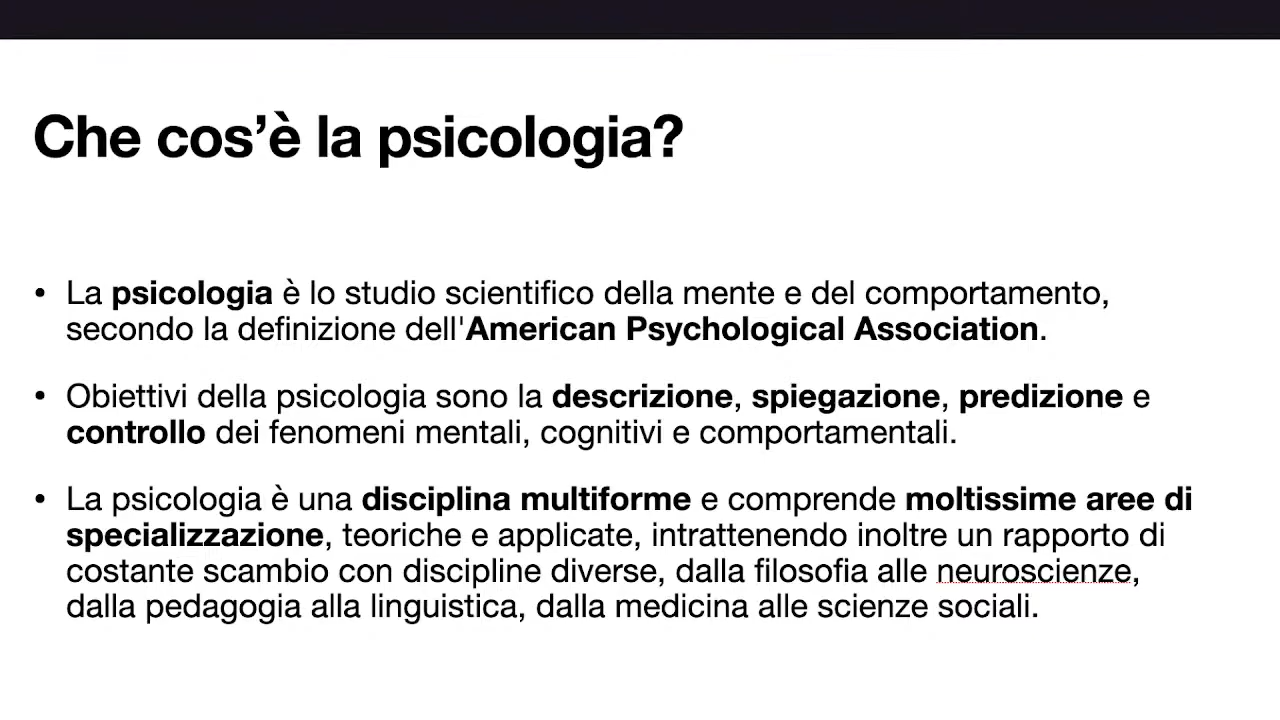 Che cos’è la psicologia?
• La psicologia è lo studio scientifico della mente e del comportamento,
secondo la definizione dell'American Psychological Association.
• Obiettivi della psicologia sono la descrizione, spiegazione, predizione e
controllo dei fenomeni mentali, cognitivi e comportamentali.
• La psicologia è una disciplina multiforme e comprende moltissime aree di
specializzazione, teoriche e applicate, intrattenendo inoltre un rapporto di
costante scambio con discipline diverse, dalla filosofia alle neuroscienze,
dalla pedagogia alla linguistica, dalla medicina alle scienze sociali.